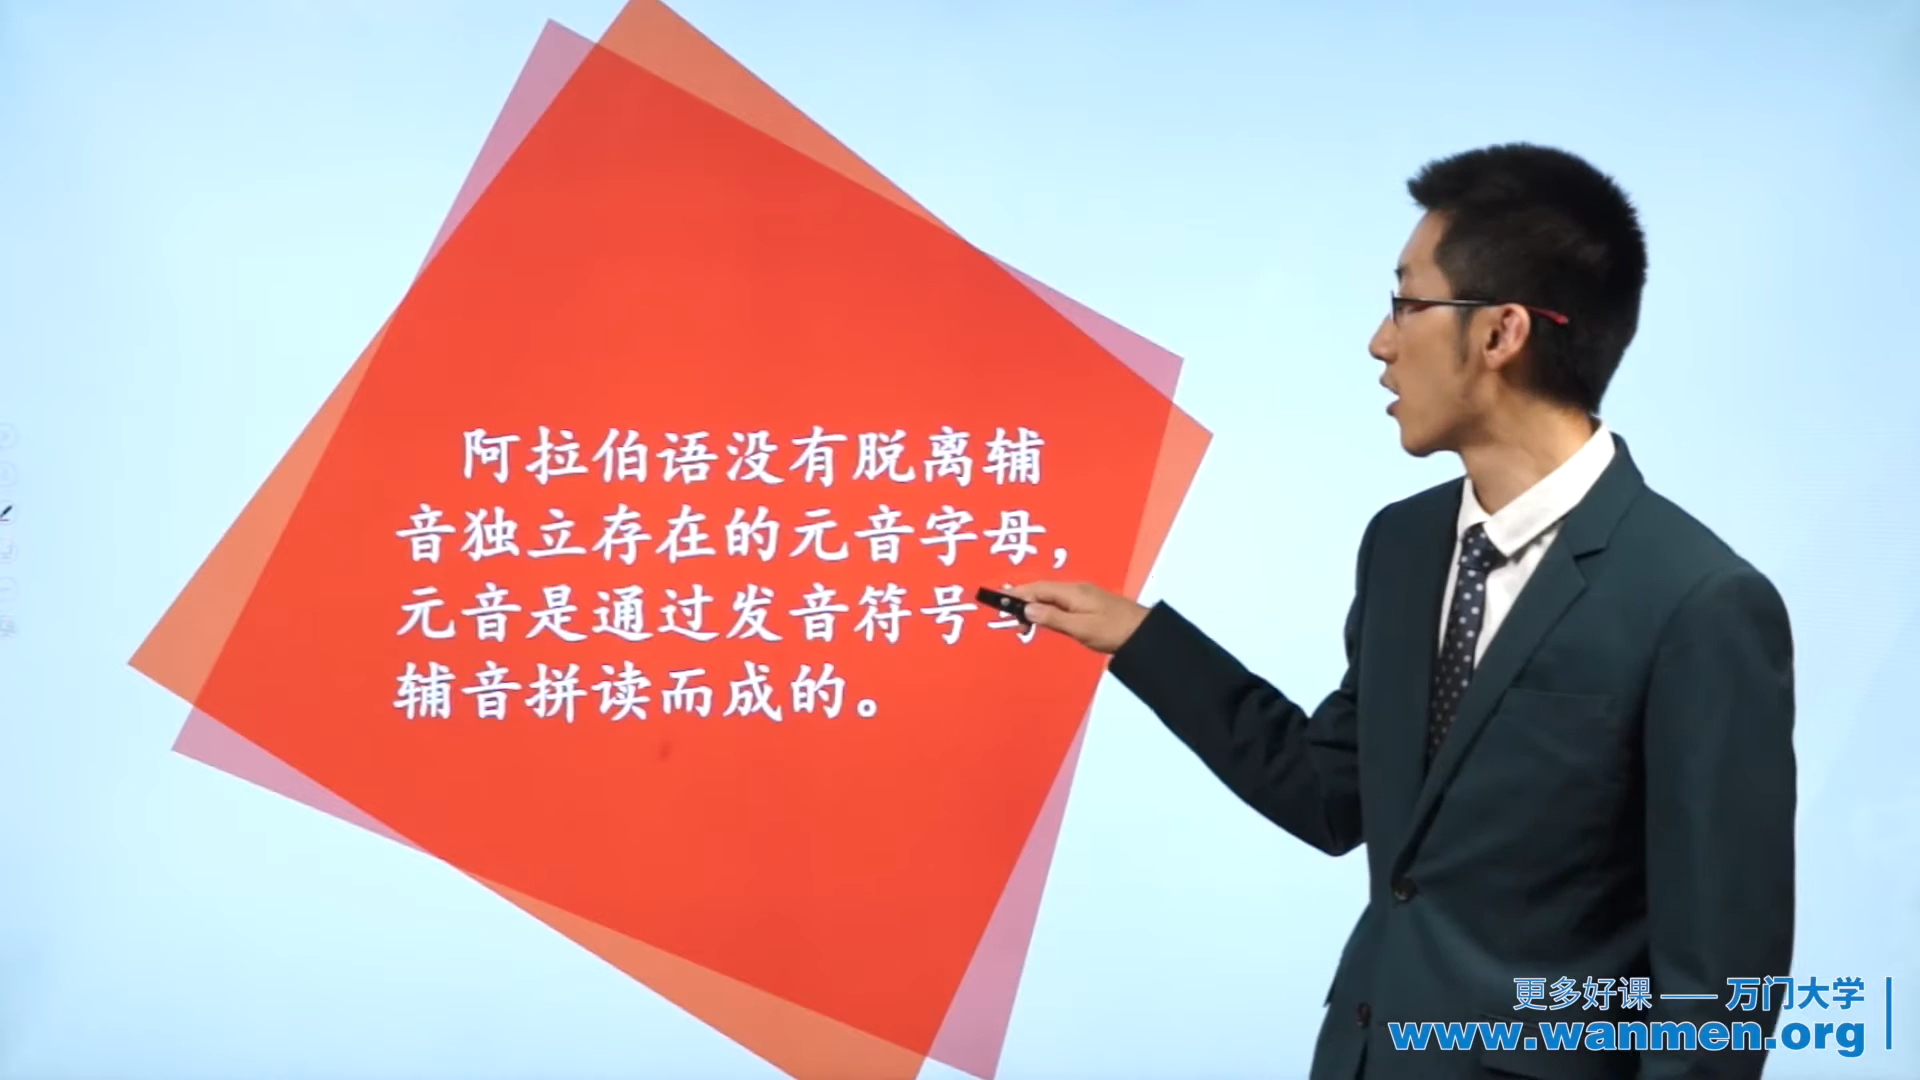 阿拉伯语没有脱离辅
音独立存在的元音字母，
元音是通过发音符号与
辅音拼读而成的。
更多好课 —— 万门大学
www.wanmen.org